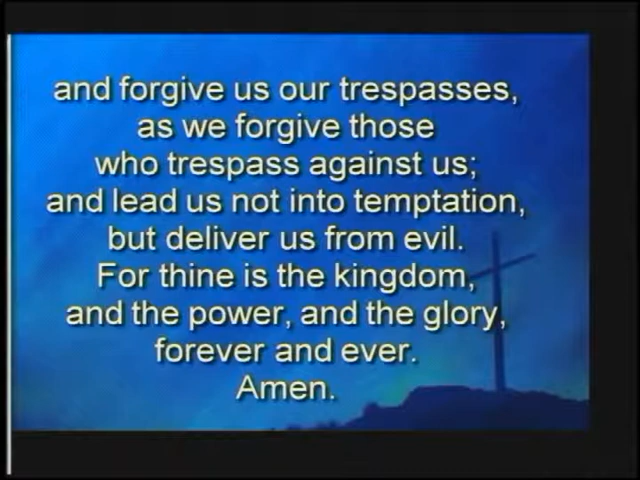 and forgive us our trespasses,
as we forgive those
who trespass against us;
and lead us not into temptation,
but deliver us from evil.
For thine is the kingdom,
and the power, and the glory,
forever and ever.
Amen.